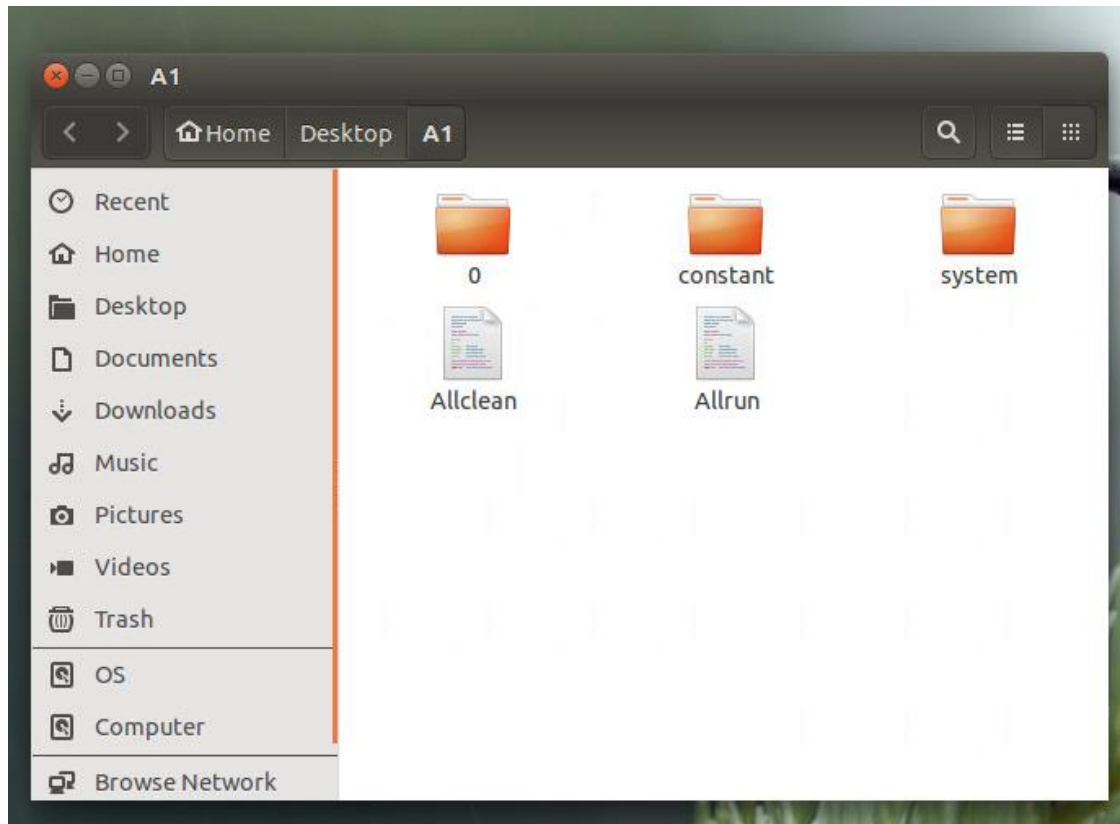 A1
Home Desktop A1
Recent
Home
Desktop
Documents
Downloads
Music
Pictures
Videos
Trash
OS
Computer
Browse Network
0 constant system
Allclean Allrun